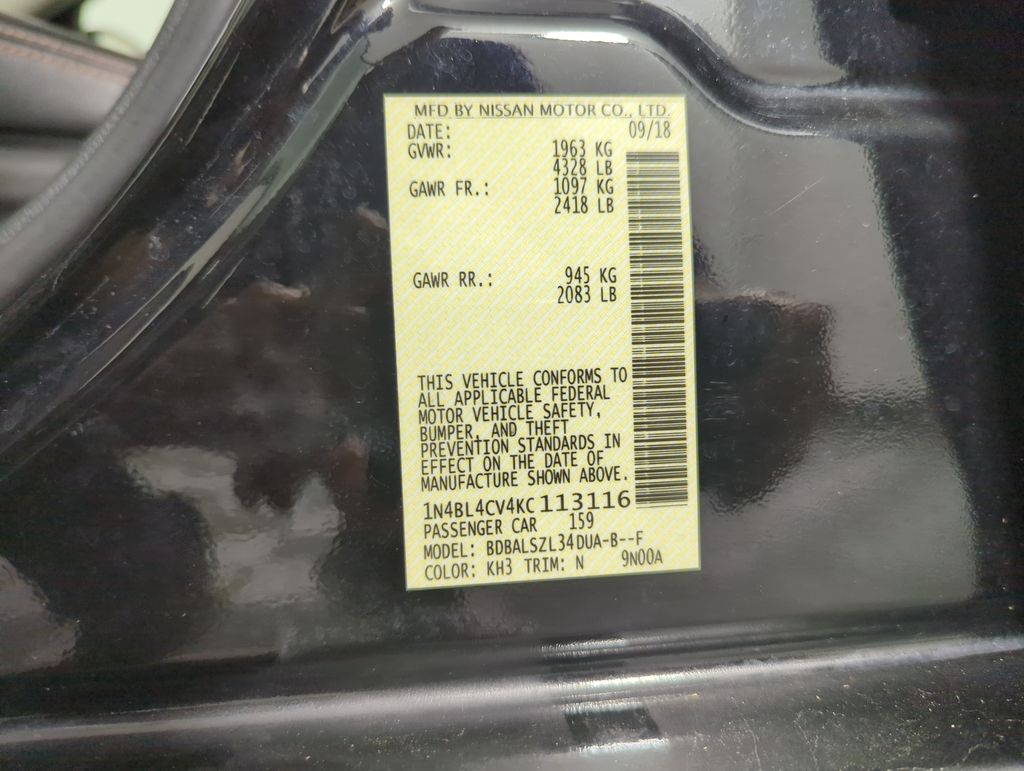 MFD BY NISSAN MOTOR CO., LTD.
DATE: 09/18
GVWR: 1963 KG
4328 LB
GAWR FR.: 1097 KG
2418 LB
GAWR RR.: 945 KG
2083 LB
THIS VEHICLE CONFORMS TO
ALL APPLICABLE FEDERAL
MOTOR VEHICLE SAFETY,
BUMPER, AND THEFT
PREVENTION STANDARDS IN
EFFECT ON THE DATE OF
MANUFACTURE SHOWN ABOVE.
1N4BL4CV4KC113116
PASSENGER CAR 159
MODEL: BDBALSZL34DUA-B--F
COLOR: KH3 TRIM: N 9N00A